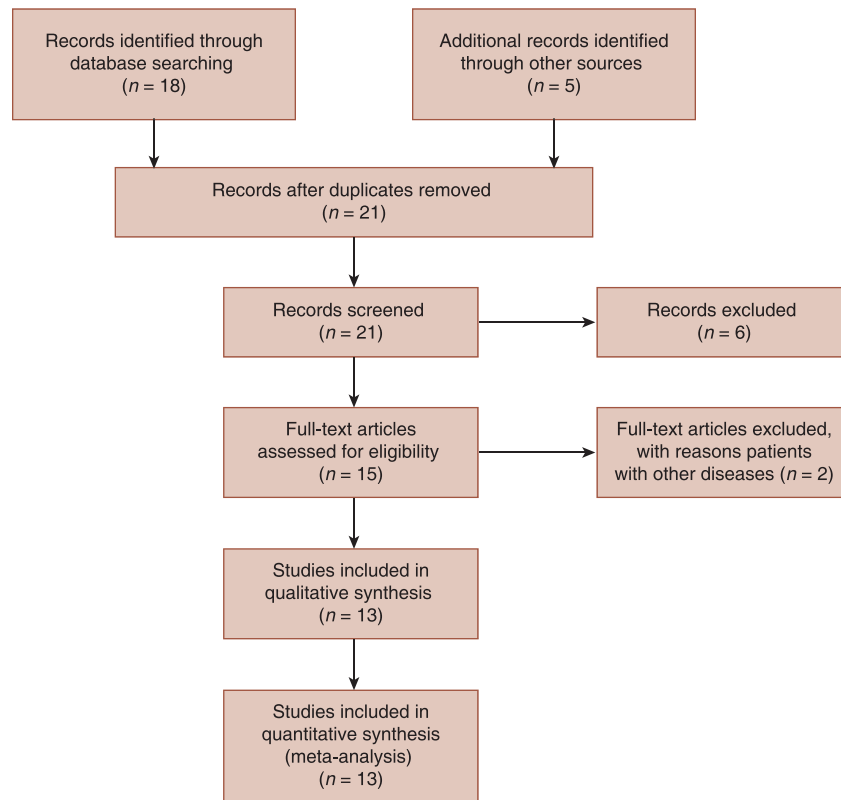 Records identified through
database searching
(n = 18)
Additional records identified
through other sources
(n = 5)
Records after duplicates removed
(n = 21)
Records screened
(n = 21)
Records excluded
(n = 6)
Full-text articles
assessed for eligibility
(n = 15)
Full-text articles excluded,
with reasons patients
with other diseases (n = 2)
Studies included in
qualitative synthesis
(n = 13)
Studies included in
quantitative synthesis
(meta-analysis)
(n = 13)